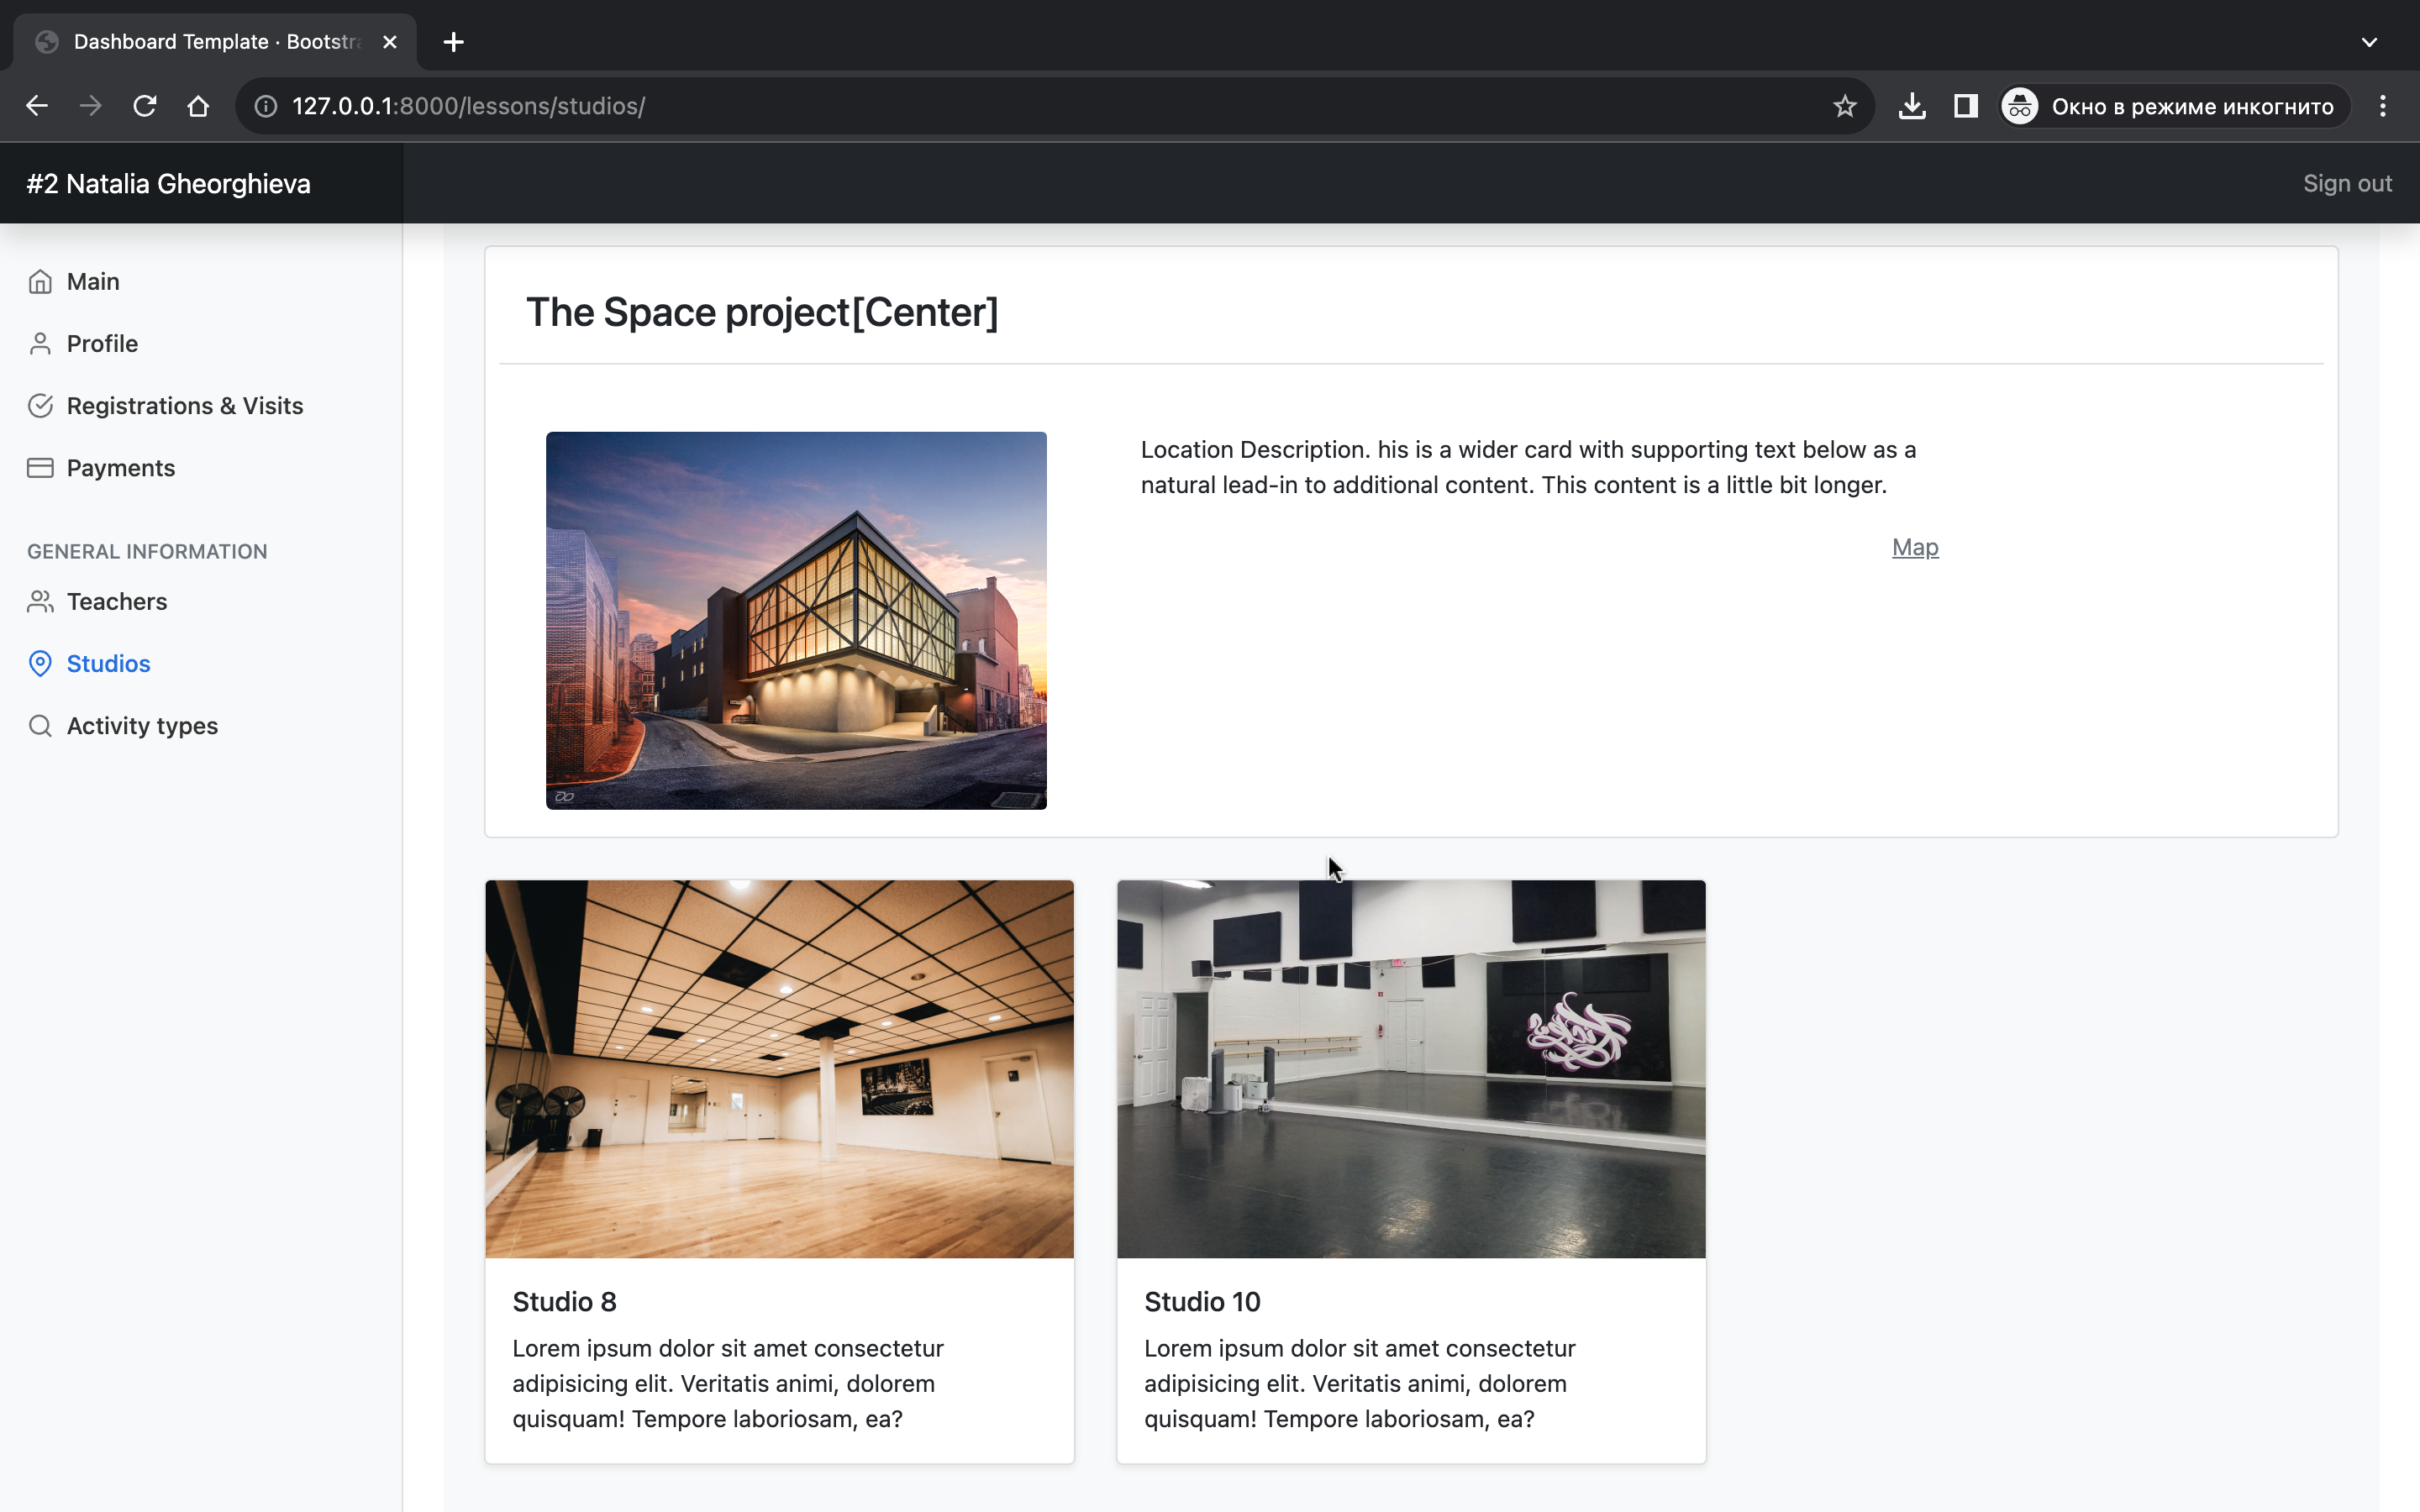 Dashboard Template · Bootstra
127.0.0.1:8000/lessons/studios/
Окно в режиме инкогнито
#2 Natalia Gheorghieva
Sign out
Main
Profile
Registrations & Visits
Payments
GENERAL INFORMATION
Teachers
Studios
Activity types
The Space project[Center]
Location Description. his is a wider card with supporting text below as a
natural lead-in to additional content. This content is a little bit longer.
Map
Studio 8
Lorem ipsum dolor sit amet consectetur
adipisicing elit. Veritatis animi, dolorem
quisquam! Tempore laboriosam, ea?
Studio 10
Lorem ipsum dolor sit amet consectetur
adipisicing elit. Veritatis animi, dolorem
quisquam! Tempore laboriosam, ea?